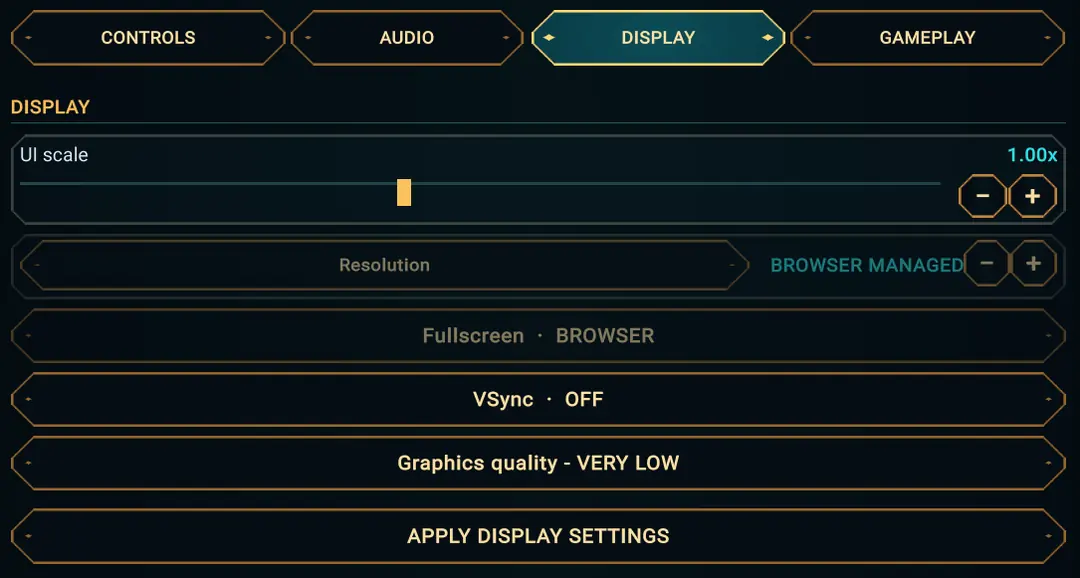 CONTROLS AUDIO DISPLAY GAMEPLAY
DISPLAY
UI scale 1.00x
− +
Resolution BROWSER MANAGED − +
Fullscreen · BROWSER
VSync · OFF
Graphics quality - VERY LOW
APPLY DISPLAY SETTINGS